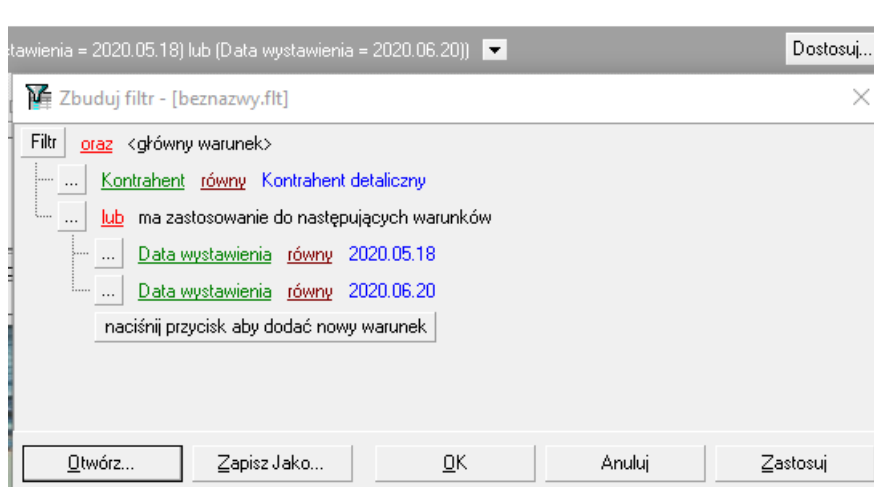 tawienia = 2020.05.18) lub (Data wystawienia = 2020.06.20)) Dostosuj...
Zbuduj filtr - [beznazwy.flt]
Filtr oraz <główny warunek>
... Kontrahent równy Kontrahent detaliczny
... lub ma zastosowanie do następujących warunków
... Data wystawienia równy 2020.05.18
... Data wystawienia równy 2020.06.20
naciśnij przycisk aby dodać nowy warunek
Otwórz... Zapisz Jako... OK Anuluj Zastosuj